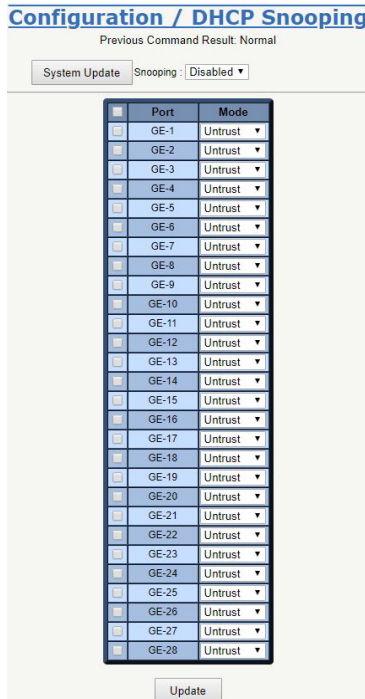 Configuration / DHCP Snooping
Previous Command Result: Normal
System Update Snooping : Disabled
Port Mode
GE-1 Untrust
GE-2 Untrust
GE-3 Untrust
GE-4 Untrust
GE-5 Untrust
GE-6 Untrust
GE-7 Untrust
GE-8 Untrust
GE-9 Untrust
GE-10 Untrust
GE-11 Untrust
GE-12 Untrust
GE-13 Untrust
GE-14 Untrust
GE-15 Untrust
GE-16 Untrust
GE-17 Untrust
GE-18 Untrust
GE-19 Untrust
GE-20 Untrust
GE-21 Untrust
GE-22 Untrust
GE-23 Untrust
GE-24 Untrust
GE-25 Untrust
GE-26 Untrust
GE-27 Untrust
GE-28 Untrust
Update